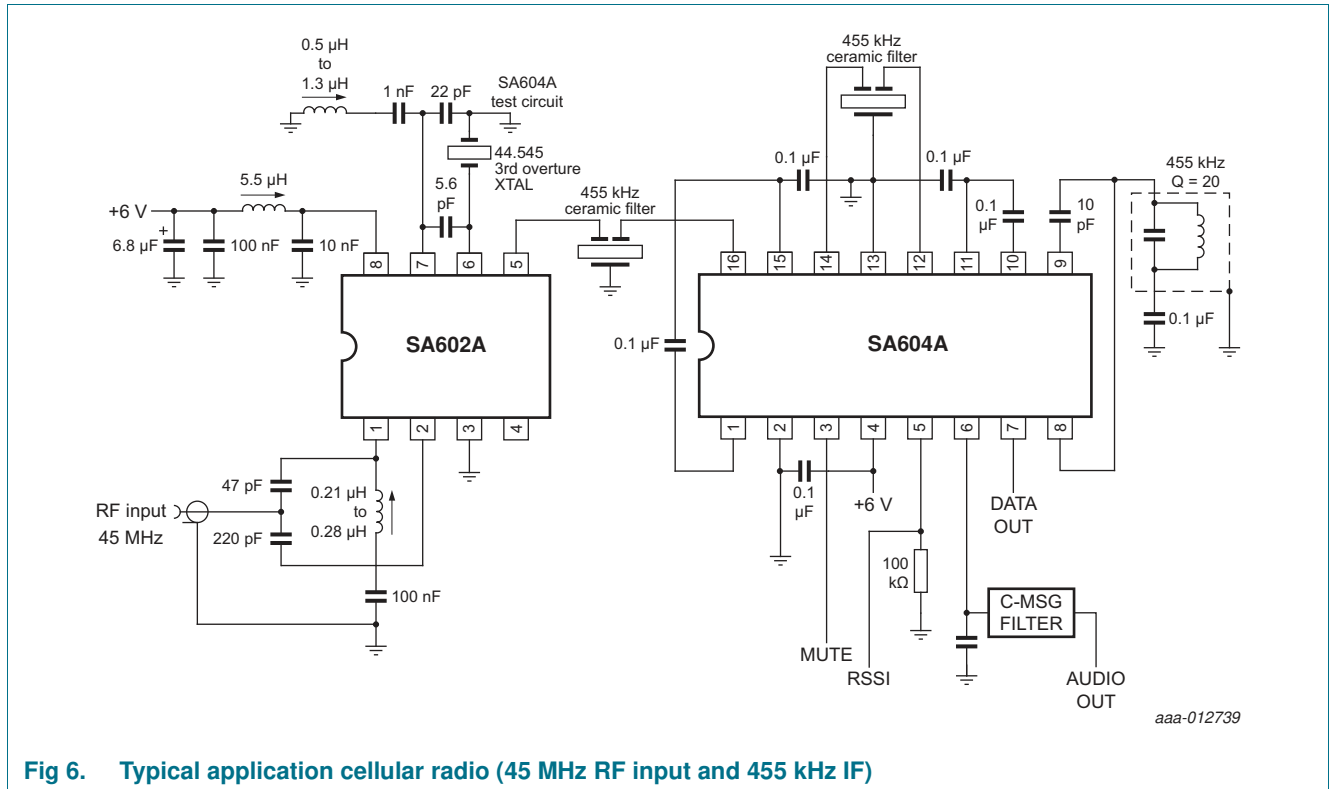 0.5 µH
to
1.3 µH
1 nF
22 pF
SA604A
test circuit
44.545
3rd overture
XTAL
5.6
pF
5.5 µH
+6 V
+
6.8 µF
100 nF
10 nF
455 kHz
ceramic filter
8
7
6
5
SA602A
1
2
3
4
47 pF
220 pF
0.21 µH
to
0.28 µH
RF input
45 MHz
100 nF
455 kHz
ceramic filter
0.1 µF
0.1 µF
0.1
µF
10
pF
455 kHz
Q = 20
0.1 µF
16
15
14
13
12
11
10
9
0.1 µF
SA604A
1
2
3
4
5
6
7
8
0.1
µF
+6 V
DATA
OUT
100
kΩ
C-MSG
FILTER
MUTE
RSSI
AUDIO
OUT
aaa-012739
Fig 6. Typical application cellular radio (45 MHz RF input and 455 kHz IF)